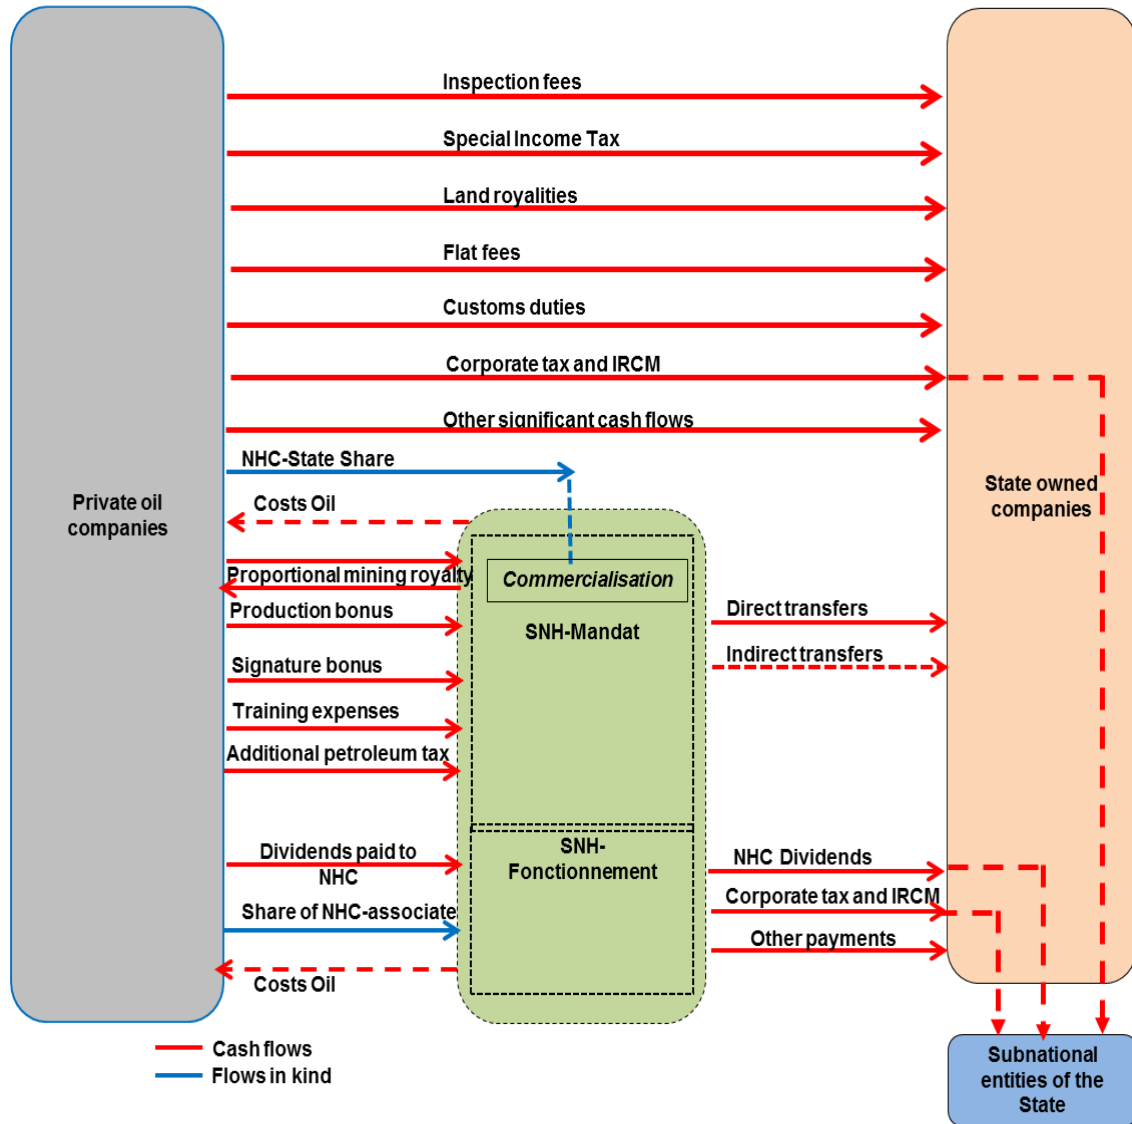 Inspection fees
Special Income Tax
Land royalities
Flat fees
Customs duties
Corporate tax and IRCM
Other significant cash flows
NHC-State Share
Private oil
companies
State owned
companies
Costs Oil
Proportional mining royalty
Commercialisation
Production bonus
SNH-Mandat
Direct transfers
Signature bonus
Indirect transfers
Training expenses
Additional petroleum tax
Dividends paid to
NHC
SNH-
Fonctionnement
NHC Dividends
Share of NHC-associate
Corporate tax and IRCM
Other payments
Costs Oil
Cash flows
Flows in kind
Subnational
entities of the
State